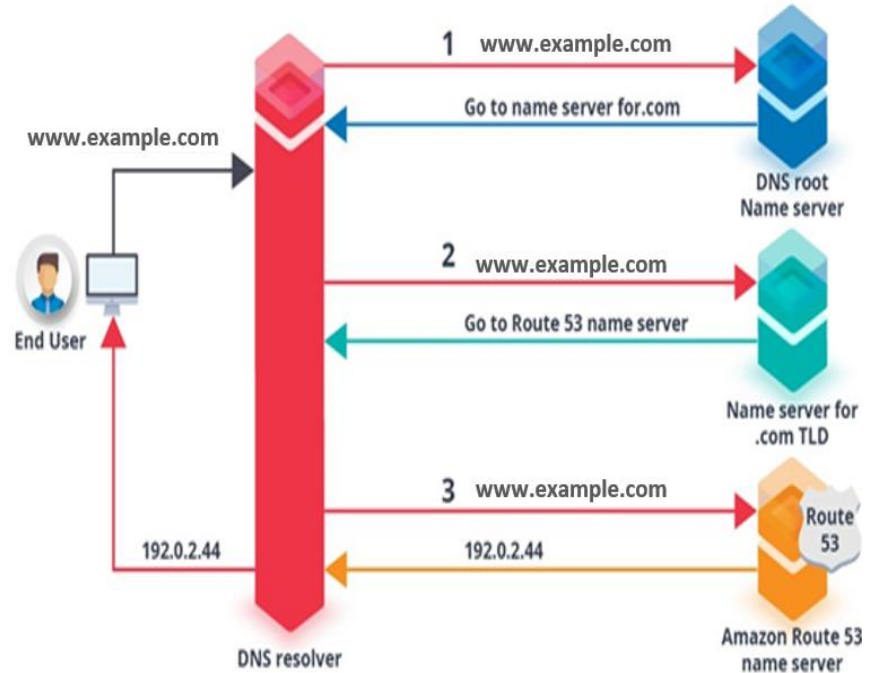 1 www.example.com
Go to name server for.com
www.example.com
DNS root
Name server
2 www.example.com
Go to Route 53 name server
End User
Name server for
.com TLD
3 www.example.com
Route
53
192.0.2.44
192.0.2.44
DNS resolver
Amazon Route 53
name server